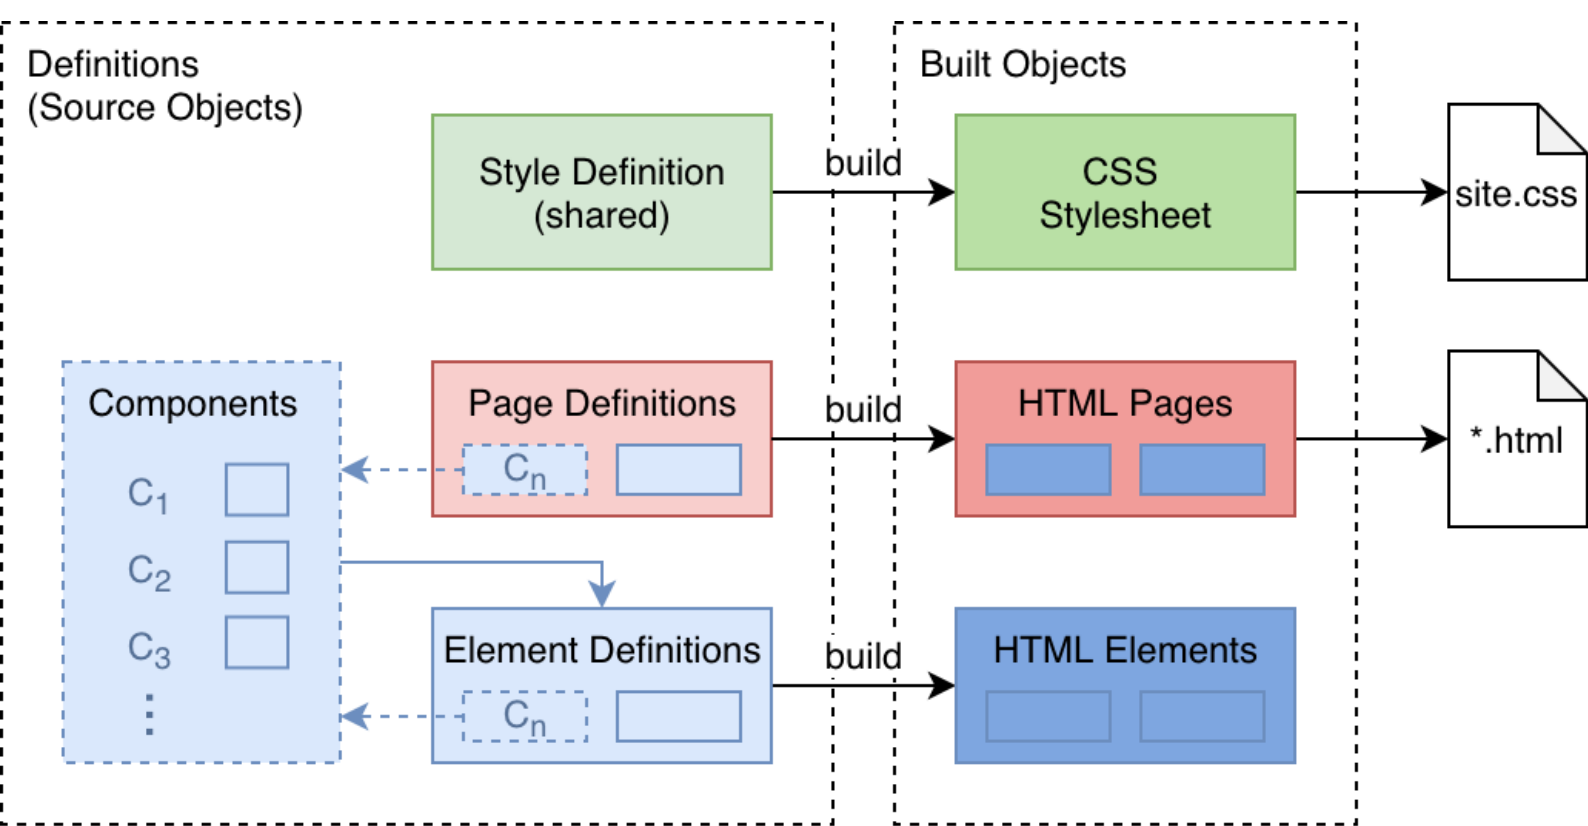 Definitions
(Source Objects)
Built Objects
Style Definition
(shared)
build
CSS
Stylesheet
site.css
Components
C1
C2
C3
⋮
Page Definitions
Cn
build
HTML Pages
*.html
Element Definitions
Cn
build
HTML Elements